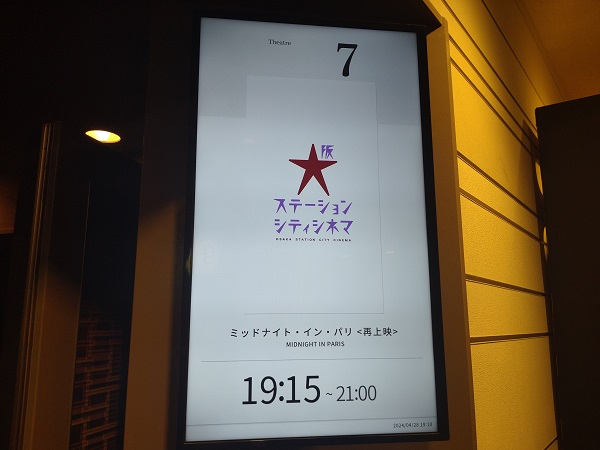 Theatre
7
大阪
ステーション
シティシネマ
OSAKA STATION CITY CINEMA
ミッドナイト・イン・パリ <再上映>
MIDNIGHT IN PARIS
19:15 ~ 21:00